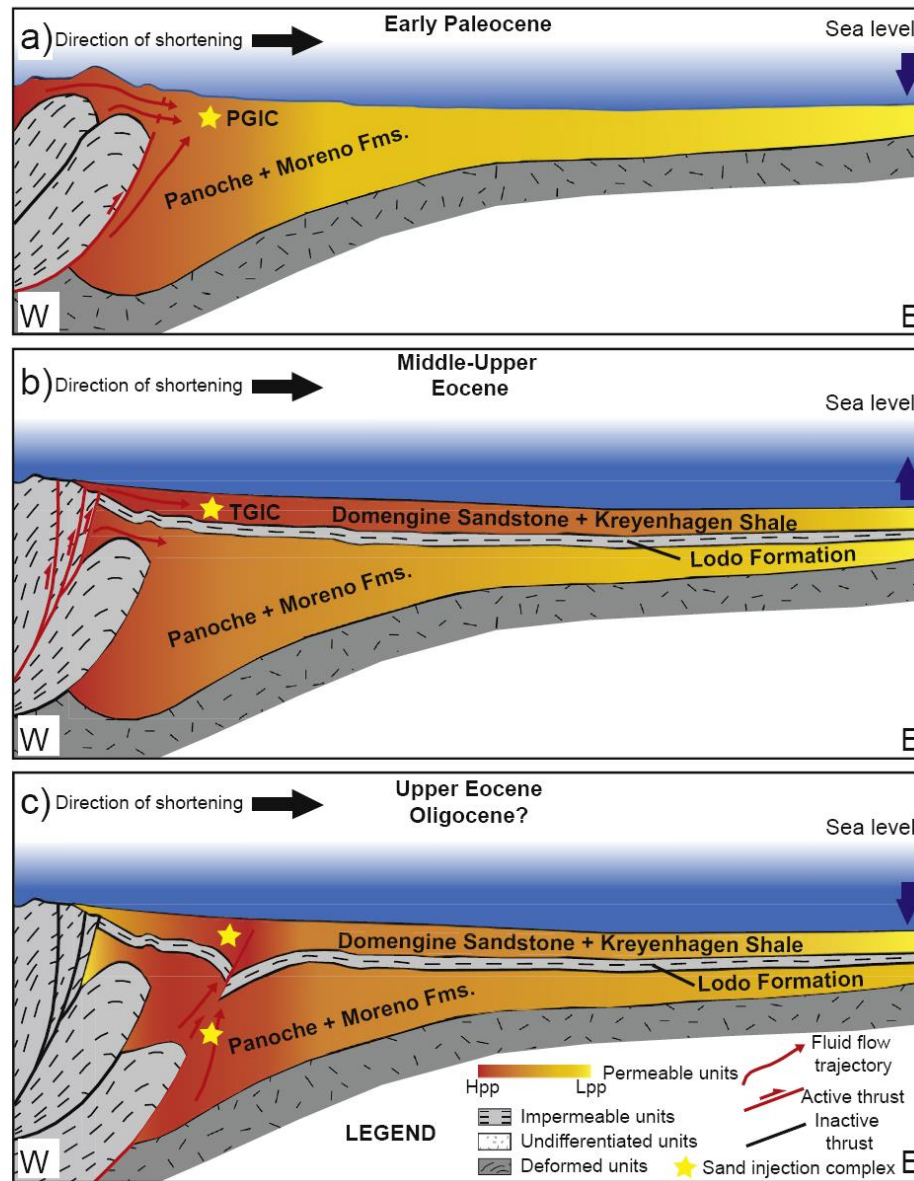 a)
Direction of shortening
Early Paleocene
Sea level
PGIC
Panoche + Moreno Fms.
W
E
b)
Direction of shortening
Middle-Upper
Eocene
Sea level
TGIC
Domengine Sandstone + Kreyenhagen Shale
Lodo Formation
Panoche + Moreno Fms.
W
E
c)
Direction of shortening
Upper Eocene
Oligocene?
Sea level
Domengine Sandstone + Kreyenhagen Shale
Lodo Formation
Panoche + Moreno Fms.
Hpp
Lpp
Permeable units
Fluid flow
trajectory
Impermeable units
Active thrust
Undifferentiated units
LEGEND
Inactive
thrust
Deformed units
Sand injection complex
W
E